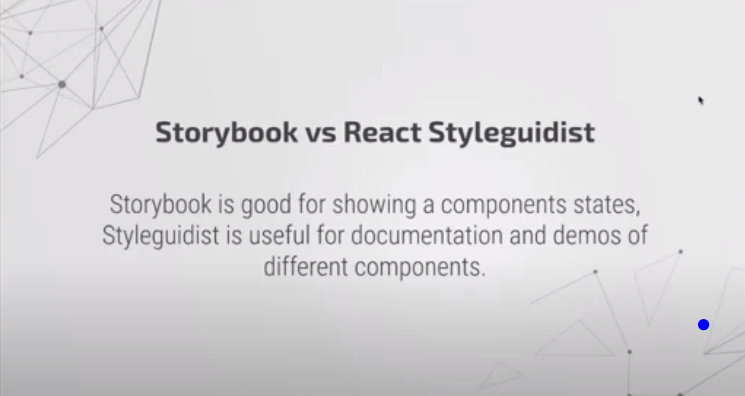 Storybook vs React Styleguidist
Storybook is good for showing a components states,
Styleguidist is useful for documentation and demos of
different components.